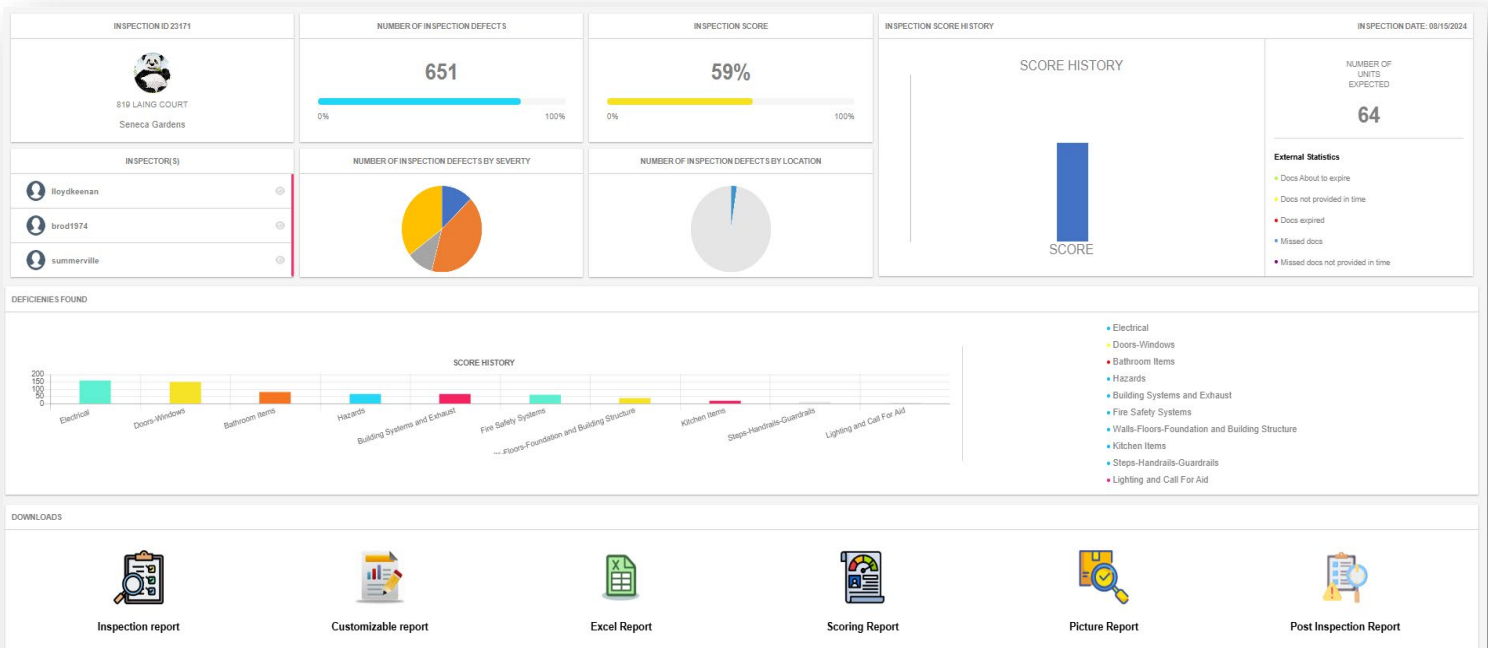 INSPECTION ID 23171
819 LAING COURT
Seneca Gardens
NUMBER OF INSPECTION DEFECTS
651
0% 100%
INSPECTION SCORE
59%
0% 100%
INSPECTION SCORE HISTORY
INSPECTION DATE: 08/15/2024
SCORE HISTORY
SCORE
NUMBER OF
UNITS
EXPECTED
64
External Statistics
Docs About to expire
Docs not provided in time
Docs expired
Missed docs
Missed docs not provided in time
INSPECTOR(S)
lloydkeenan
brod1974
summerville
NUMBER OF INSPECTION DEFECTS BY SEVERTY
NUMBER OF INSPECTION DEFECTS BY LOCATION
DEFICIENIES FOUND
SCORE HISTORY
200
150
100
50
0
Electrical
Doors-Windows
Bathroom Items
Hazards
Building Systems and Exhaust
Fire Safety Systems
-Floors-Foundation and Building Structure
Kitchen Items
Steps-Handrails-Guardrails
Lighting and Call For Aid
Electrical
Doors-Windows
Bathroom Items
Hazards
Building Systems and Exhaust
Fire Safety Systems
Walls-Floors-Foundation and Building Structure
Kitchen Items
Steps-Handrails-Guardrails
Lighting and Call For Aid
DOWNLOADS
Inspection report
Customizable report
Excel Report
Scoring Report
Picture Report
Post Inspection Report